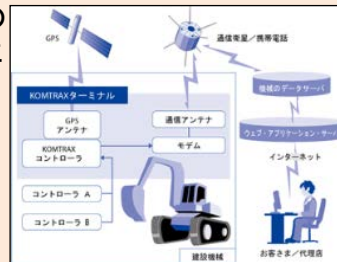 の
GPS
通信衛星／携帯電話
KOMTRAXターミナル
機械のデータサーバ
GPS
アンテナ
通信アンテナ
ウェブ・アプリケーション・サーバ
KOMTRAX
コントローラ
モデム
インターネット
コントローラ A
コントローラ B
建設機械
お客さま／代理店